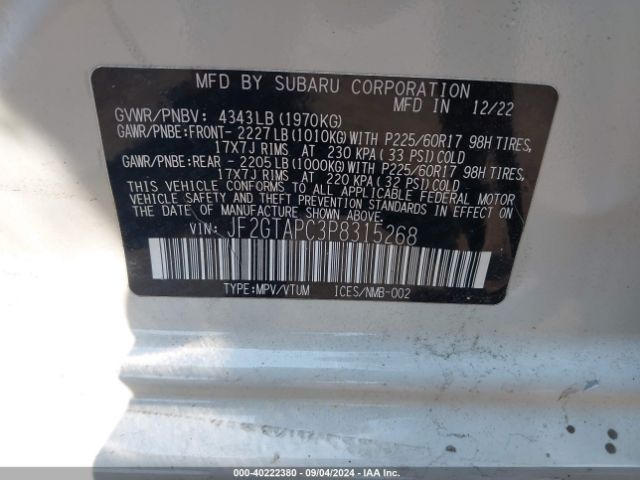 MFD BY SUBARU CORPORATION
MFD IN 12/22
GVWR/PNBV: 4343LB (1970KG)
GAWR/PNBE:FRONT- 2227LB(1010KG)WITH P225/60R17 98H TIRES,
17X7J RIMS AT 230 KPA(33 PSI)COLD
GAWR/PNBE:REAR - 2205LB(1000KG)WITH P225/60R17 98H TIRES,
17X7J RIMS AT 220 KPA(32 PSI)COLD
THIS VEHICLE CONFORMS TO ALL APPLICABLE FEDERAL MOTOR
VEHICLE SAFETY AND THEFT PREVENTION STANDARDS IN EFFECT
ON THE DATE OF MANUFACTURE SHOWN ABOVE.
VIN: JF2GTAPC3P8315268
TYPE:MPV/VTUM ICES/NMB-002
000-40222380 - 09/04/2024 - IAA Inc.